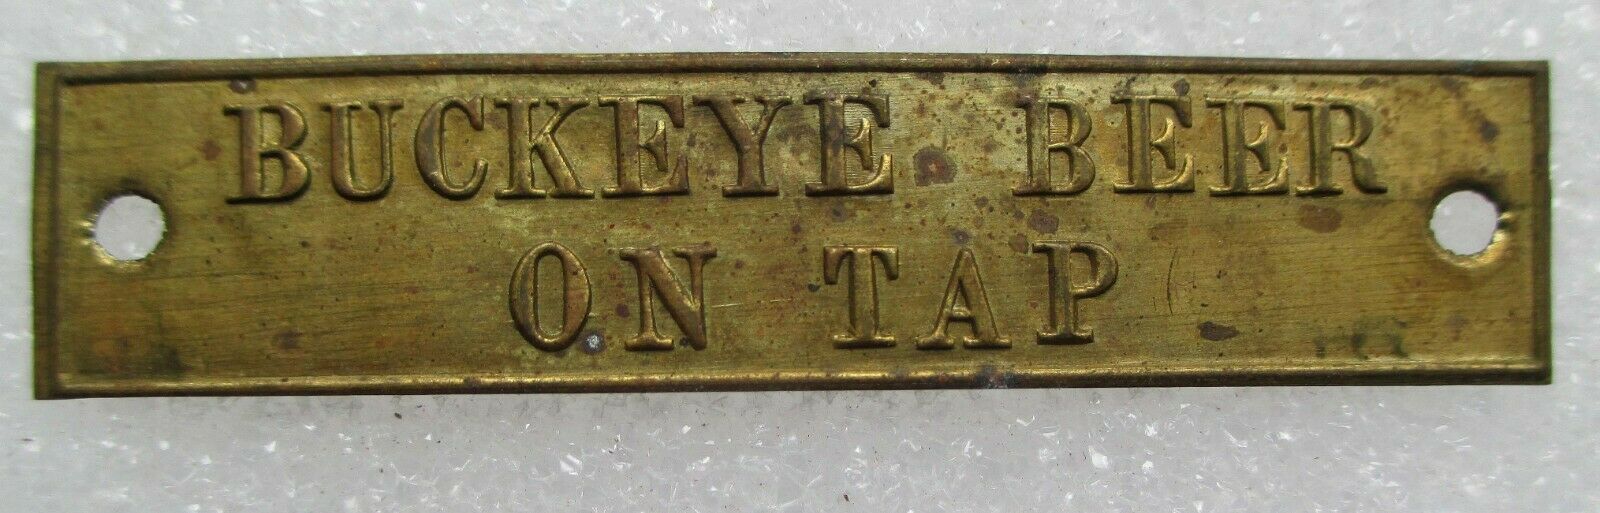 BUCKEYE BEER
ON TAP